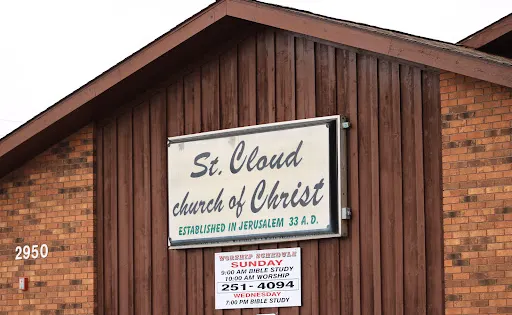 St. Cloud
church of Christ
ESTABLISHED IN JERUSALEM 33 A.D.
2950
WORSHIP SCHEDULE
SUNDAY
9:00 AM BIBLE STUDY
10:00 AM WORSHIP
251-4094
WEDNESDAY
7:00 PM BIBLE STUDY